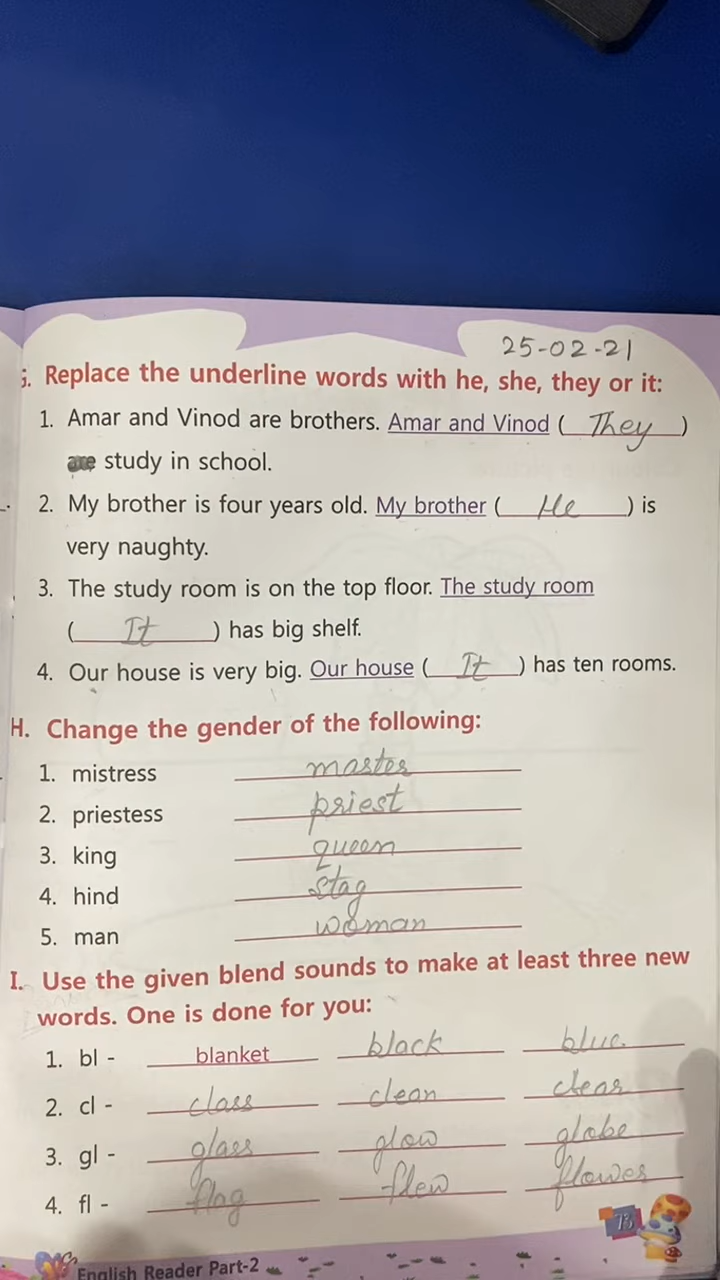 25-02-21
G. Replace the underline words with he, she, they or it:
1. Amar and Vinod are brothers. Amar and Vinod ( They )
are study in school.
2. My brother is four years old. My brother ( He ) is
very naughty.
3. The study room is on the top floor. The study room
( It ) has big shelf.
4. Our house is very big. Our house ( It ) has ten rooms.
H. Change the gender of the following:
1. mistress master
2. priestess priest
3. king queen
4. hind stag
5. man woman
I. Use the given blend sounds to make at least three new
words. One is done for you:
1. bl - blanket black blue
2. cl - class clean clear
3. gl - glass glow globe
4. fl - flag flew flower
73
English Reader Part-2